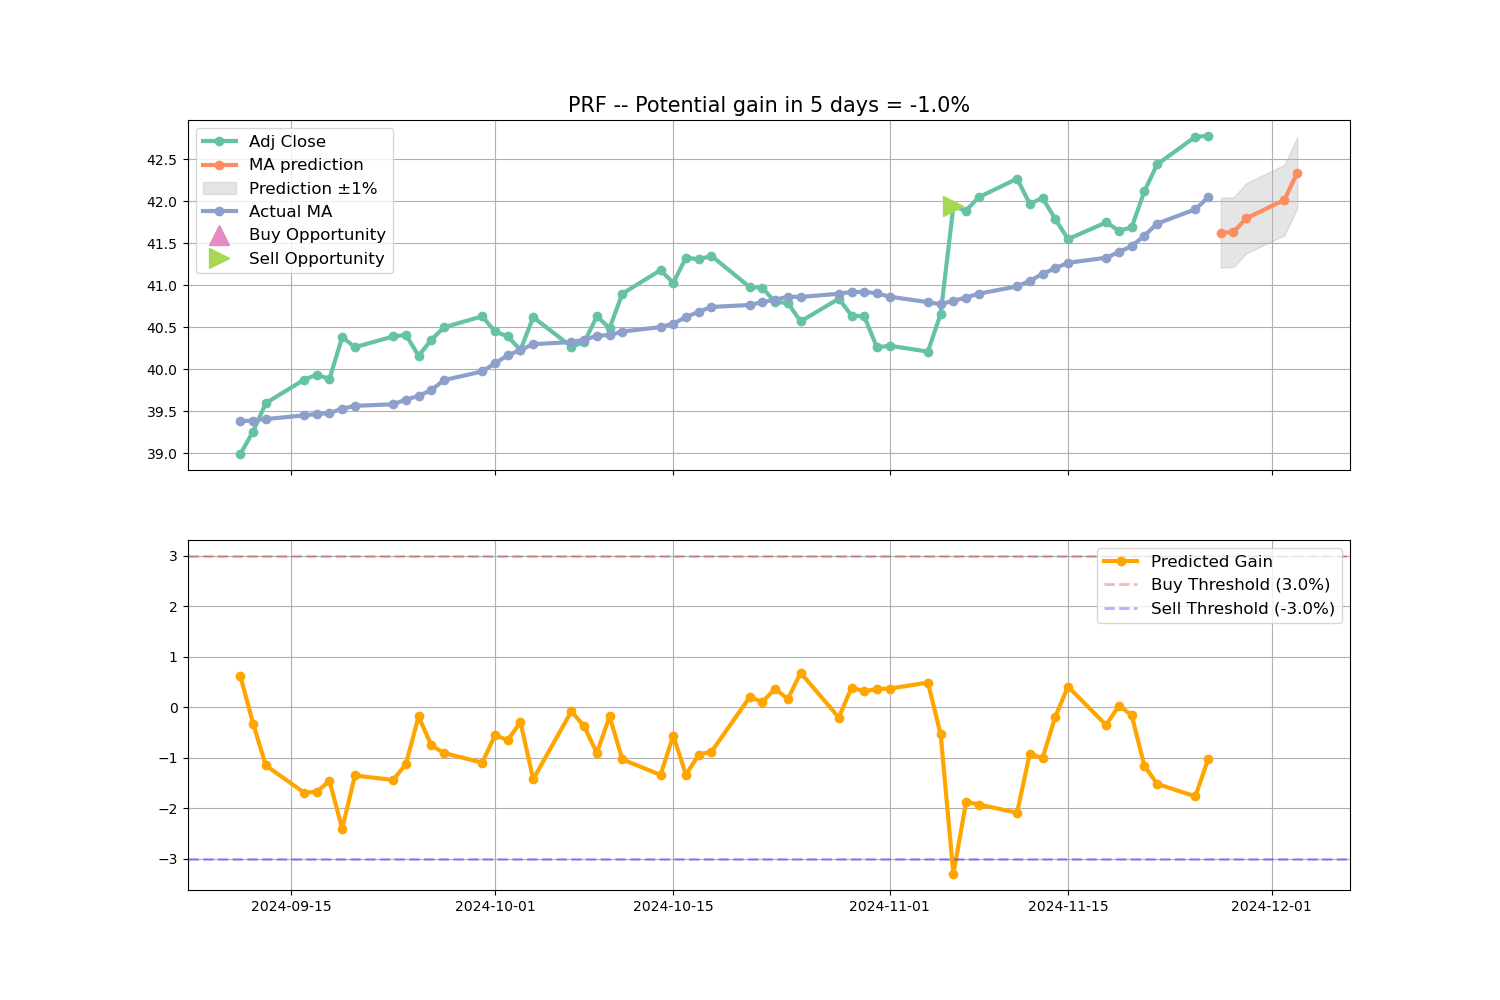 PRF -- Potential gain in 5 days = -1.0%
Adj Close
MA prediction
Prediction ±1%
Actual MA
Buy Opportunity
Sell Opportunity
42.5
42.0
41.5
41.0
40.5
40.0
39.5
39.0
Predicted Gain
Buy Threshold (3.0%)
Sell Threshold (-3.0%)
3
2
1
0
−1
−2
−3
2024-09-15 2024-10-01 2024-10-15 2024-11-01 2024-11-15 2024-12-01